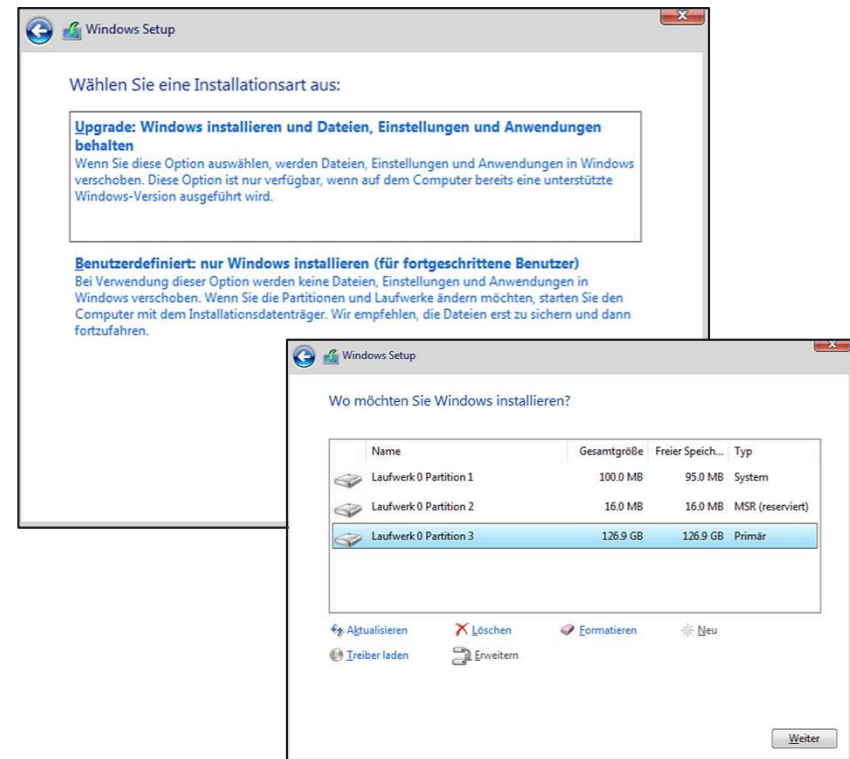 Windows Setup
Wählen Sie eine Installationsart aus:
Upgrade: Windows installieren und Dateien, Einstellungen und Anwendungen
behalten
Wenn Sie diese Option auswählen, werden Dateien, Einstellungen und Anwendungen in Windows
verschoben. Diese Option ist nur verfügbar, wenn auf dem Computer bereits eine unterstützte
Windows-Version ausgeführt wird.
Benutzerdefiniert: nur Windows installieren (für fortgeschrittene Benutzer)
Bei Verwendung dieser Option werden keine Dateien, Einstellungen und Anwendungen in
Windows verschoben. Wenn Sie die Partitionen und Laufwerke ändern möchten, starten Sie den
Computer mit dem Installationsdatenträger. Wir empfehlen, die Dateien erst zu sichern und dann
fortzufahren.
Windows Setup
Wo möchten Sie Windows installieren?
Name Gesamtgröße Freier Speich... Typ
Laufwerk 0 Partition 1 100.0 MB 95.0 MB System
Laufwerk 0 Partition 2 16.0 MB 16.0 MB MSR (reserviert)
Laufwerk 0 Partition 3 126.9 GB 126.9 GB Primär
Aktualisieren Löschen Formatieren Neu
Treiber laden Erweitern
Weiter